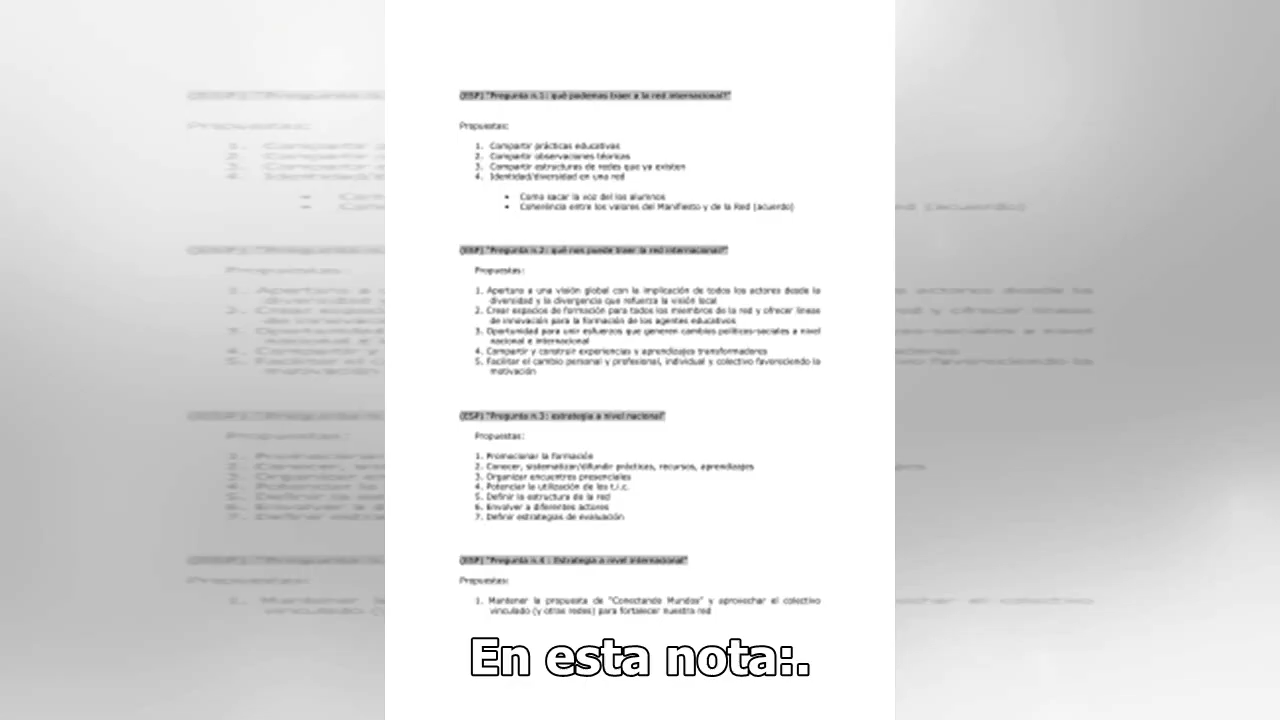 (ESP) "Pregunta n.1: qué podemos traer a la red internacional?"
Propuestas:
1. Compartir prácticas educativas
2. Compartir observaciones téoricas
3. Compartir estructuras de redes que ya existen
4. Identidad/diversidad en una red
• Como sacar la voz del los alumnos
• Coherência entre los valores del Manifiesto y de la Red (acuerdo)
(ESP) "Pregunta n.2: qué nos puede traer la red internacional?"
Propuestas:
1. Apertura a una visión global con la implicación de todos los actores desde la
diversidad y la divergencia que refuerza la visión local
2. Crear espacios de formación para todos los miembros de la red y ofrecer lineas
de innovación para la formación de los agentes educativos
3. Oportunidad para unir esfuerzos que generen cambios políticos-sociales a nivel
nacional e internacional
4. Compartir y construir experiencias y aprendizajes transformadores
5. Facilitar el cambio personal y profesional, individual y colectivo favoreciendo la
motivación
(ESP) "Pregunta n.3: estrategia a nivel nacional"
Propuestas:
1. Promocionar la formación
2. Conocer, sistematizar/difundir prácticas, recursos, aprendizajes
3. Organizar encuentros presenciales
4. Potenciar la utilización de las t.i.c.
5. Definir la estructura de la red
6. Envolver a diferentes actores
7. Definir estrategias de evaluación
(ESP) "Pregunta n.4 : Estrategia a nivel internacional"
Propuestas:
1. Mantener la propuesta de "Conectando Mundos" y aprovechar el colectivo
vinculado (y otras redes) para fortalecer nuestra red
En esta nota:.